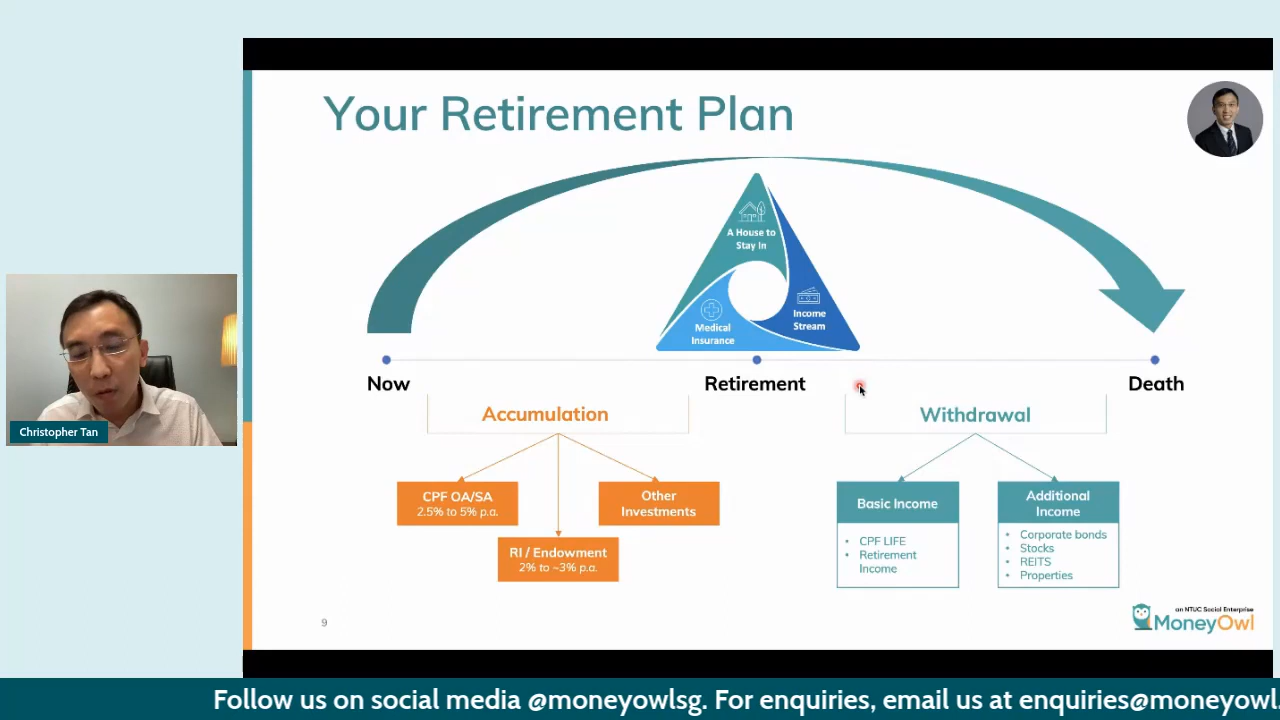 Your Retirement Plan
A House to
Stay In
Income
Stream
Medical
Insurance
Now
Retirement
Death
Accumulation
Withdrawal
CPF OA/SA
2.5% to 5% p.a.
Other
Investments
RI / Endowment
2% to ~3% p.a.
Basic Income
• CPF LIFE
• Retirement
Income
Additional
Income
• Corporate bonds
• Stocks
• REITS
• Properties
9
an NTUC Social Enterprise
MoneyOwl
Christopher Tan
Follow us on social media @moneyowlsg. For enquiries, email us at enquiries@moneyowl.